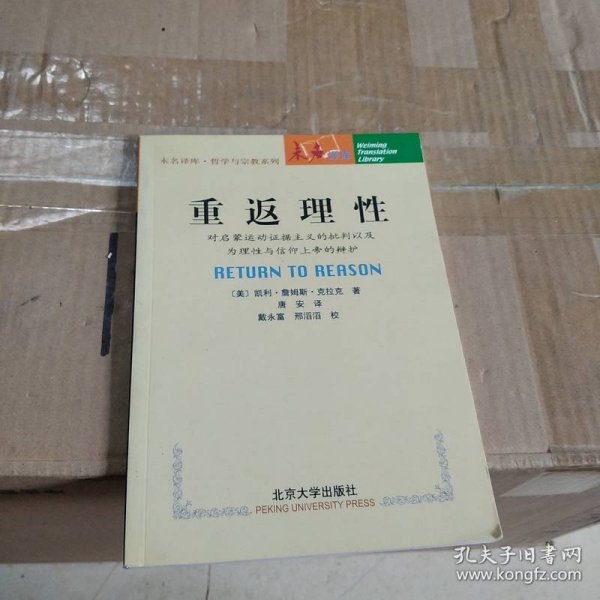 未名译库·哲学与宗教系列
未名译库
Weiming
Translation
Library
重返理性
对启蒙运动证据主义的批判以及
为理性与信仰上帝的辩护
RETURN TO REASON
〔美〕凯利·詹姆斯·克拉克 著
唐安 译
戴永富 邢滔滔 校
北京大学出版社
PEKING UNIVERSITY PRESS
孔夫子旧书网
www.kongfz.com